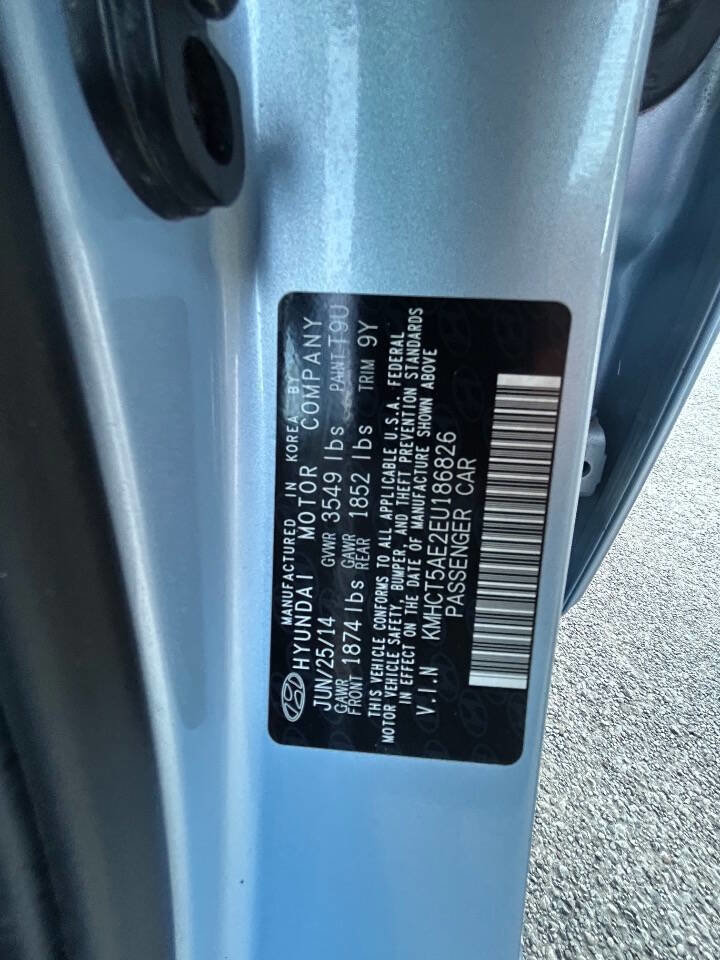 MANUFACTURED IN KOREA BY
HYUNDAI MOTOR COMPANY
JUN/25/14 GVWR 3549 lbs PAINT T9U
GAWR FRONT 1874 lbs GAWR REAR 1852 lbs TRIM 9Y
THIS VEHICLE CONFORMS TO ALL APPLICABLE U.S.A. FEDERAL
MOTOR VEHICLE SAFETY, BUMPER, AND THEFT PREVENTION STANDARDS
IN EFFECT ON THE DATE OF MANUFACTURE SHOWN ABOVE
V.I.N KMHCT5AE2EU186826
PASSENGER CAR